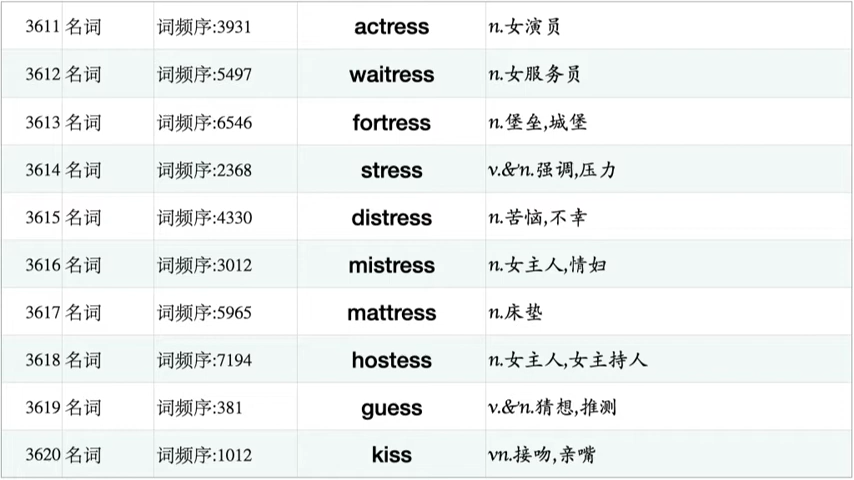 3611 名词 词频序:3931 actress n.女演员
3612 名词 词频序:5497 waitress n.女服务员
3613 名词 词频序:6546 fortress n.堡垒,城堡
3614 名词 词频序:2368 stress v.&n.强调,压力
3615 名词 词频序:4330 distress n.苦恼,不幸
3616 名词 词频序:3012 mistress n.女主人,情妇
3617 名词 词频序:5965 mattress n.床垫
3618 名词 词频序:7194 hostess n.女主人,女主持人
3619 名词 词频序:381 guess v.&n.猜想,推测
3620 名词 词频序:1012 kiss vn.接吻,亲嘴